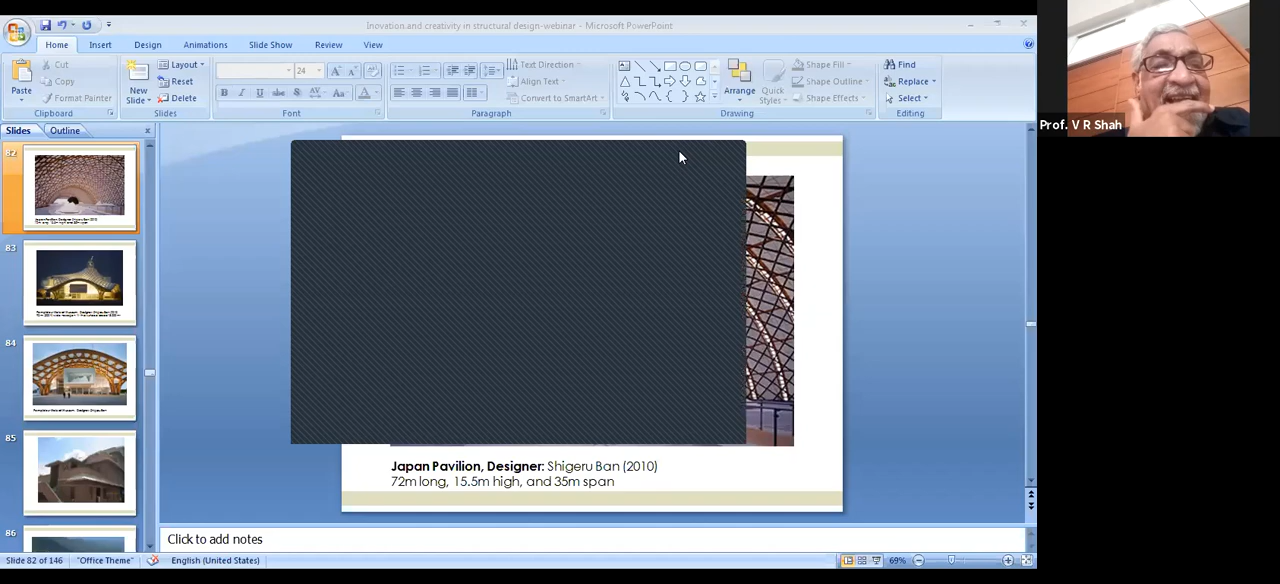 Inovation.and creativity in structural design-webinar - Microsoft PowerPoint
Home Insert Design Animations Slide Show Review View
Paste
Cut
Copy
Format Painter
Clipboard
New
Slide
Layout
Reset
Delete
Slides
24
B I U abc S AV Aa A
Font
Text Direction
Align Text
Convert to SmartArt
Paragraph
Arrange
Quick
Styles
Shape Fill
Shape Outline
Shape Effects
Drawing
Find
Replace
Select
Editing
Prof. V R Shah
Slides Outline
82
83
84
85
86
Japan Pavilion, Designer: Shigeru Ban (2010)
72m long, 15.5m high, and 35m span
Click to add notes
Slide 82 of 146 "Office Theme" English (United States) 69%